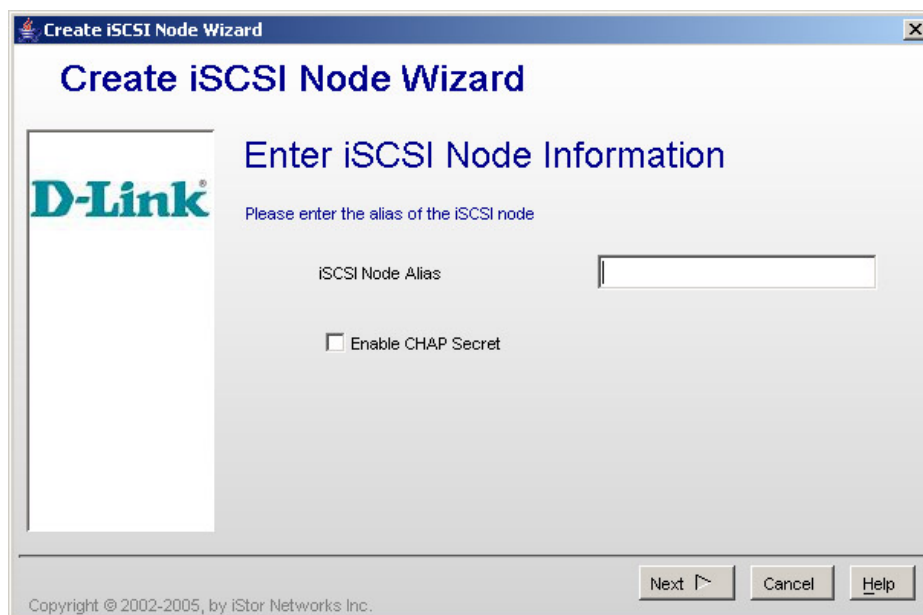 Create iSCSI Node Wizard
Create iSCSI Node Wizard
D-Link®
Enter iSCSI Node Information
Please enter the alias of the iSCSI node
iSCSI Node Alias
Enable CHAP Secret
Next
Cancel
Help
Copyright © 2002-2005, by iStor Networks Inc.